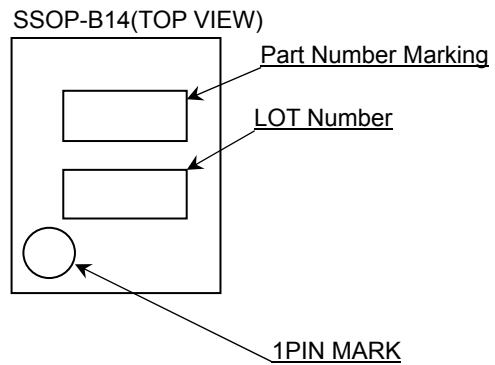 SSOP-B14(TOP VIEW)
Part Number Marking
LOT Number
1PIN MARK